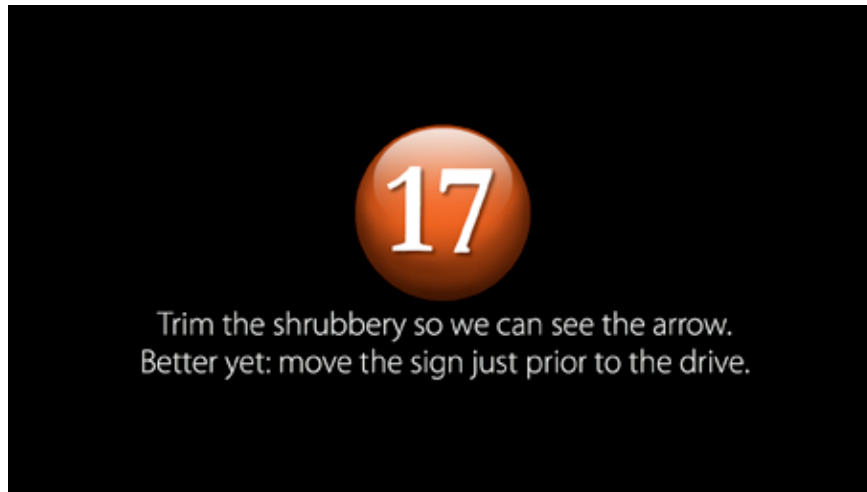 17
Trim the shrubbery so we can see the arrow.
Better yet: move the sign just prior to the drive.